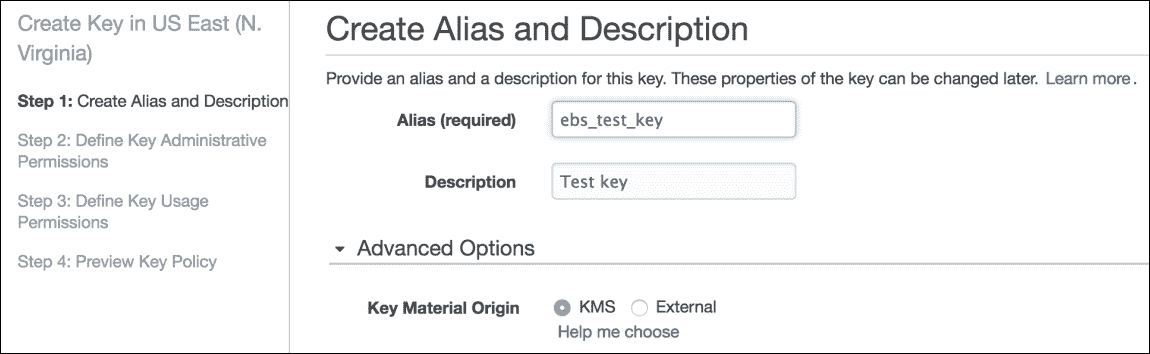 Create Key in US East (N.
Virginia)
Step 1: Create Alias and Description
Step 2: Define Key Administrative
Permissions
Step 3: Define Key Usage
Permissions
Step 4: Preview Key Policy
Create Alias and Description
Provide an alias and a description for this key. These properties of the key can be changed later. Learn more.
Alias (required) ebs_test_key
Description Test key
Advanced Options
Key Material Origin KMS External
Help me choose